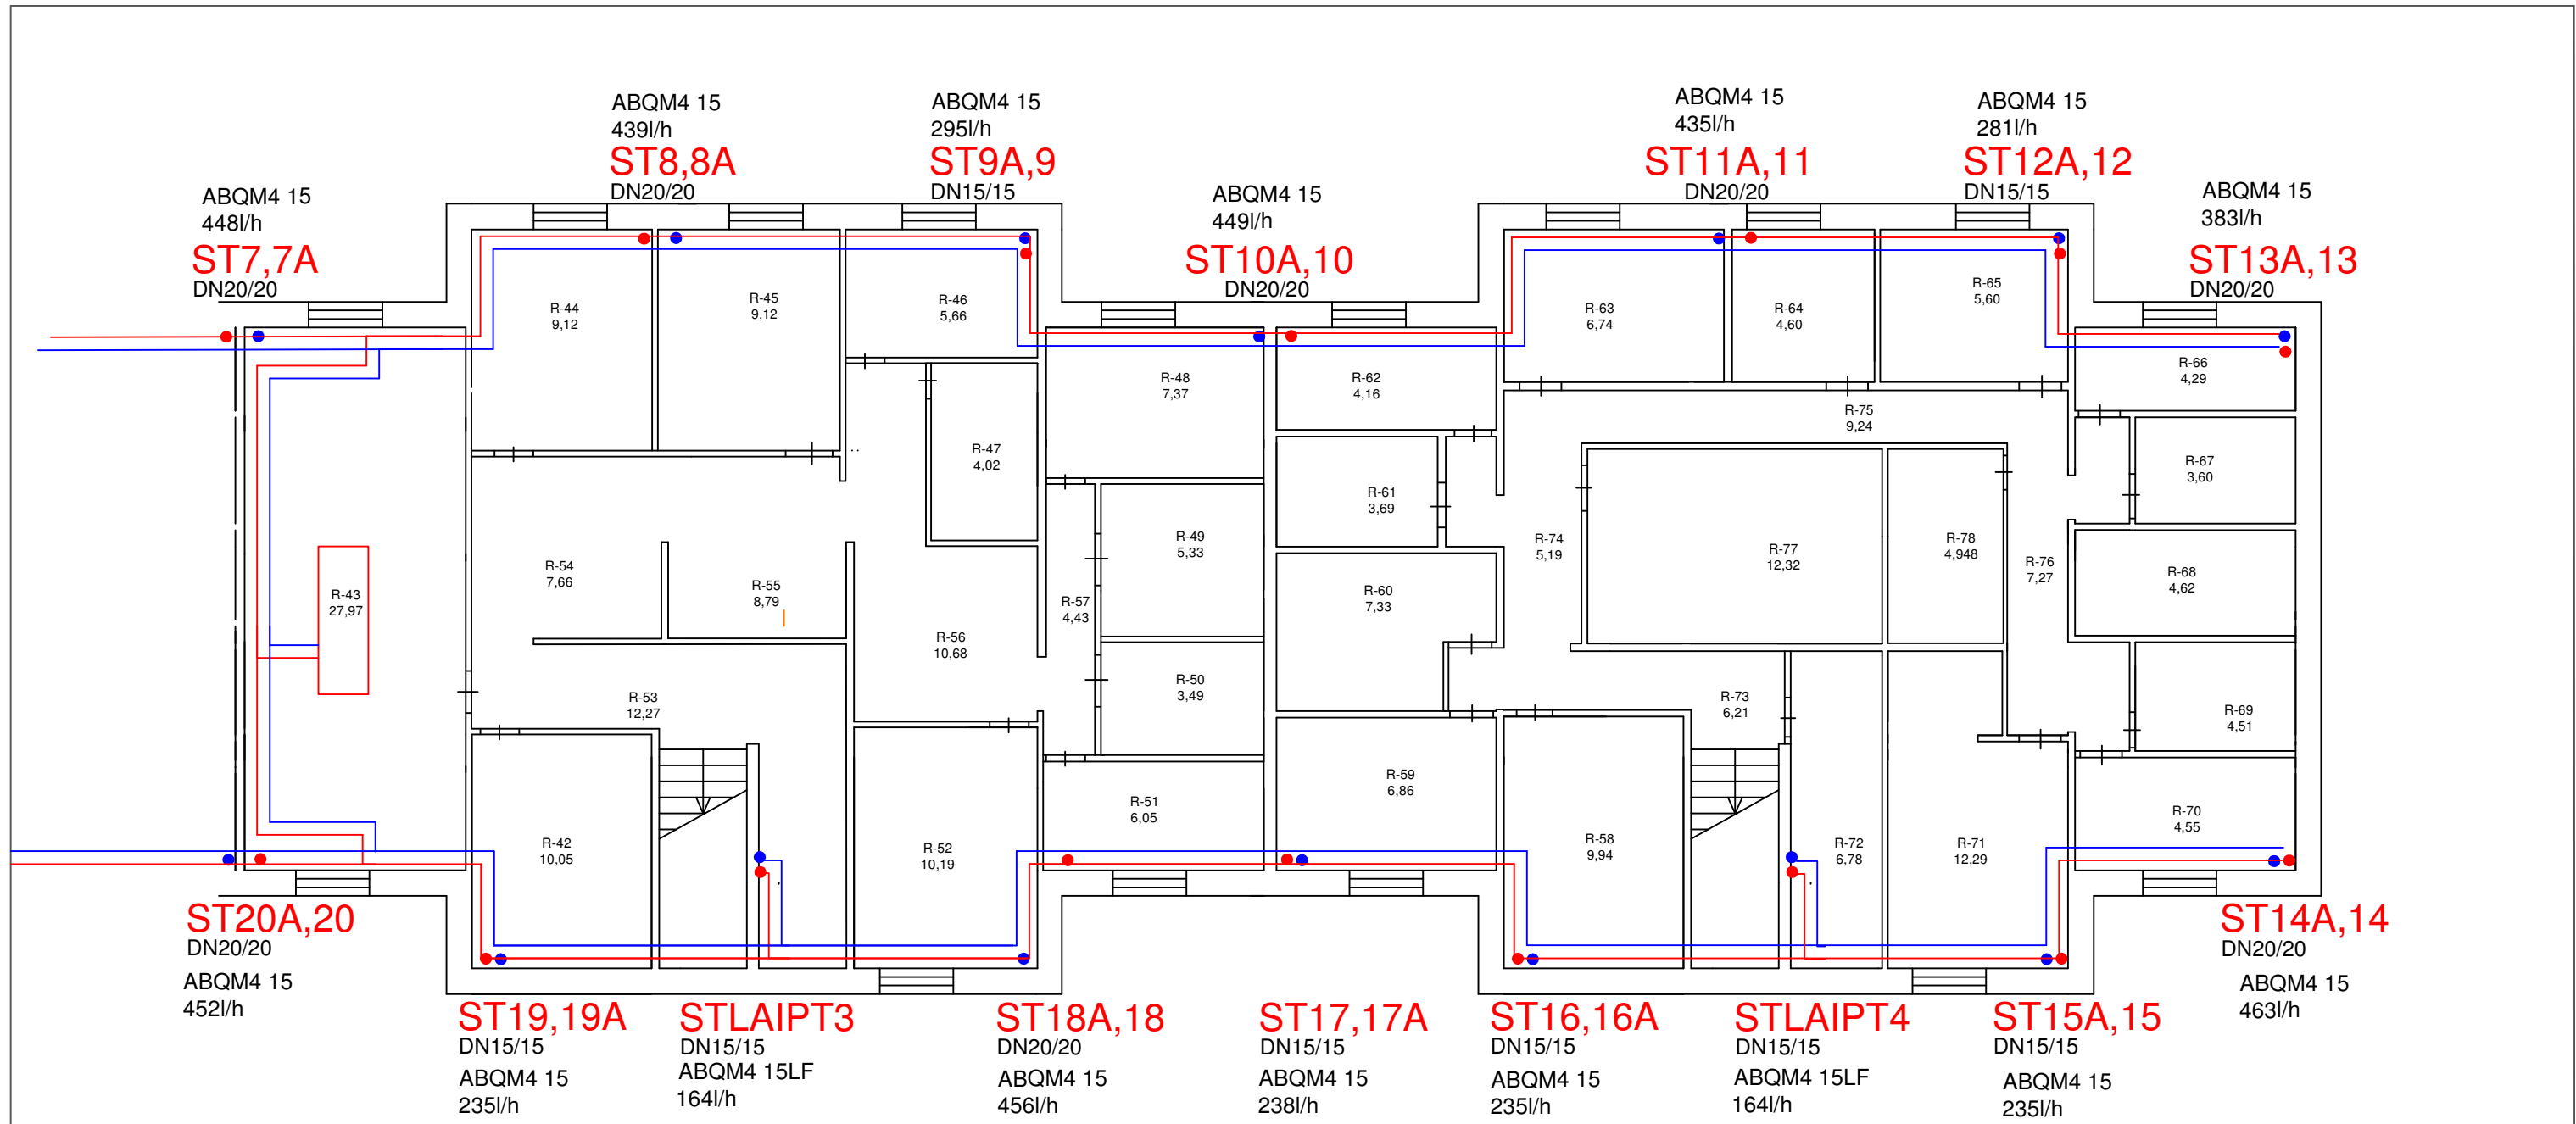 ABQM4 15
439l/h
ST8,8A
DN20/20
ABQM4 15
295l/h
ST9A,9
DN15/15
ABQM4 15
435l/h
ST11A,11
DN20/20
ABQM4 15
281l/h
ST12A,12
DN15/15
ABQM4 15
448l/h
ST7,7A
DN20/20
ABQM4 15
449l/h
ST10A,10
DN20/20
ABQM4 15
383l/h
ST13A,13
DN20/20
R-44
9,12
R-45
9,12
R-46
5,66
R-63
6,74
R-64
4,60
R-65
5,60
R-48
7,37
R-62
4,16
R-66
4,29
R-75
9,24
R-47
4,02
R-61
3,69
R-67
3,60
R-49
5,33
R-74
5,19
R-77
12,32
R-78
4,948
R-76
7,27
R-68
4,62
R-43
27,97
R-54
7,66
R-55
8,79
R-57
4,43
R-60
7,33
R-56
10,68
R-50
3,49
R-53
12,27
R-73
6,21
R-69
4,51
R-59
6,86
R-51
6,05
R-70
4,55
R-42
10,05
R-52
10,19
R-58
9,94
R-72
6,78
R-71
12,29
ST20A,20
DN20/20
ABQM4 15
452l/h
ST14A,14
DN20/20
ABQM4 15
463l/h
ST19,19A
DN15/15
ABQM4 15
235l/h
STLAIPT3
DN15/15
ABQM4 15LF
164l/h
ST18A,18
DN20/20
ABQM4 15
456l/h
ST17,17A
DN15/15
ABQM4 15
238l/h
ST16,16A
DN15/15
ABQM4 15
235l/h
STLAIPT4
DN15/15
ABQM4 15LF
164l/h
ST15A,15
DN15/15
ABQM4 15
235l/h